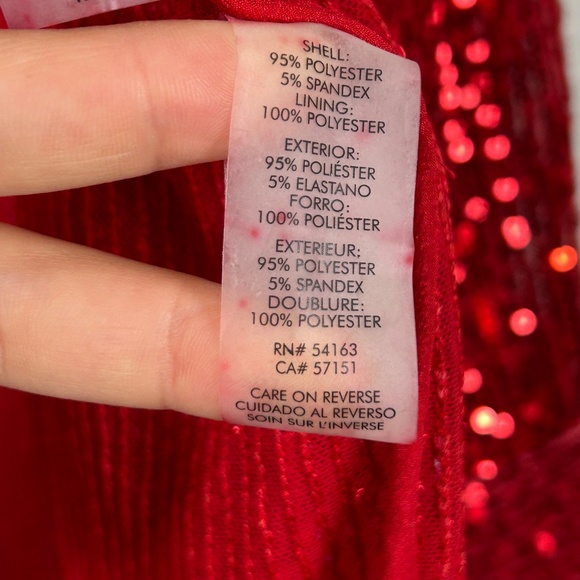 SHELL:
95% POLYESTER
5% SPANDEX
LINING:
100% POLYESTER
EXTERIOR:
95% POLIÉSTER
5% ELASTANO
FORRO:
100% POLIÉSTER
EXTERIEUR:
95% POLYESTER
5% SPANDEX
DOUBLURE:
100% POLYESTER
RN# 54163
CA# 57151
CARE ON REVERSE
CUIDADO AL REVERSO
SOIN SUR L'INVERSE